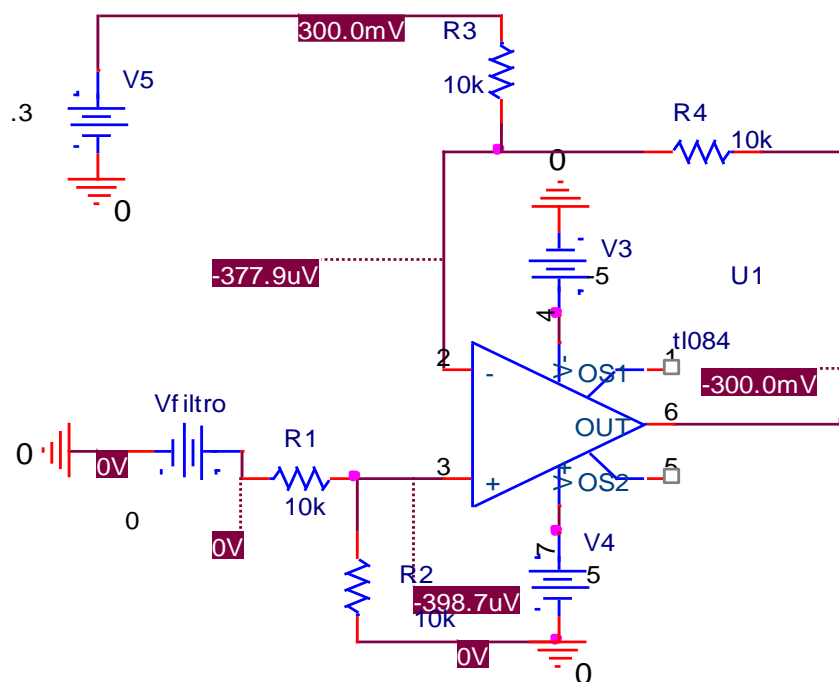 300.0mV
R3
V5
10k
R4
.3
10k
0
0
V3
-377.9uV
-5
U1
4
tl084
2
1
-
V-
OS1
-300.0mV
Vfiltro
6
R1
OUT
0
0V
3
5
+
V+
OS2
10k
0
0V
7
V4
R2
5
-398.7uV
10k
0V
0